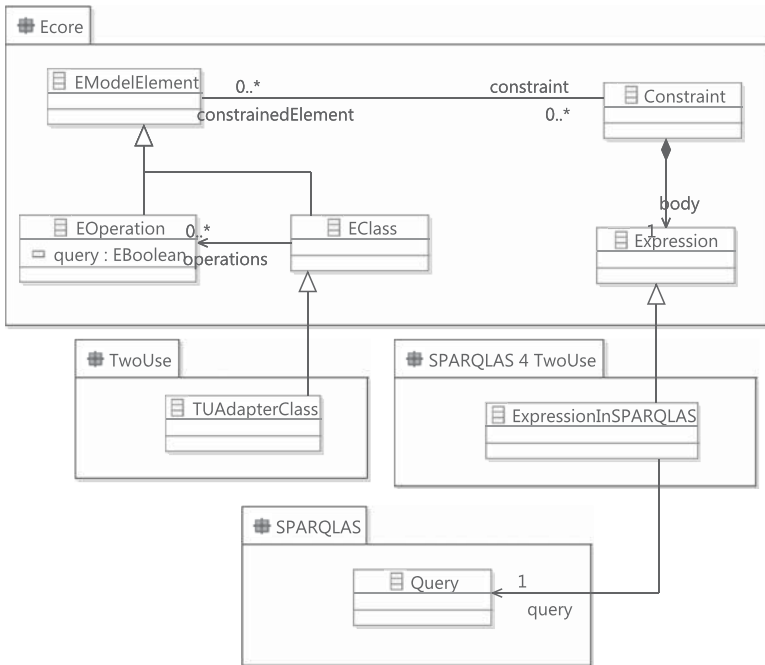 Ecore
EModelElement
0..*
constraint
Constraint
constrainedElement
0..*
body
1
EOperation
query : EBoolean
0..*
operations
EClass
Expression
TwoUse
SPARQLAS 4 TwoUse
TUAdapterClass
ExpressionInSPARQLAS
SPARQLAS
Query
1
query